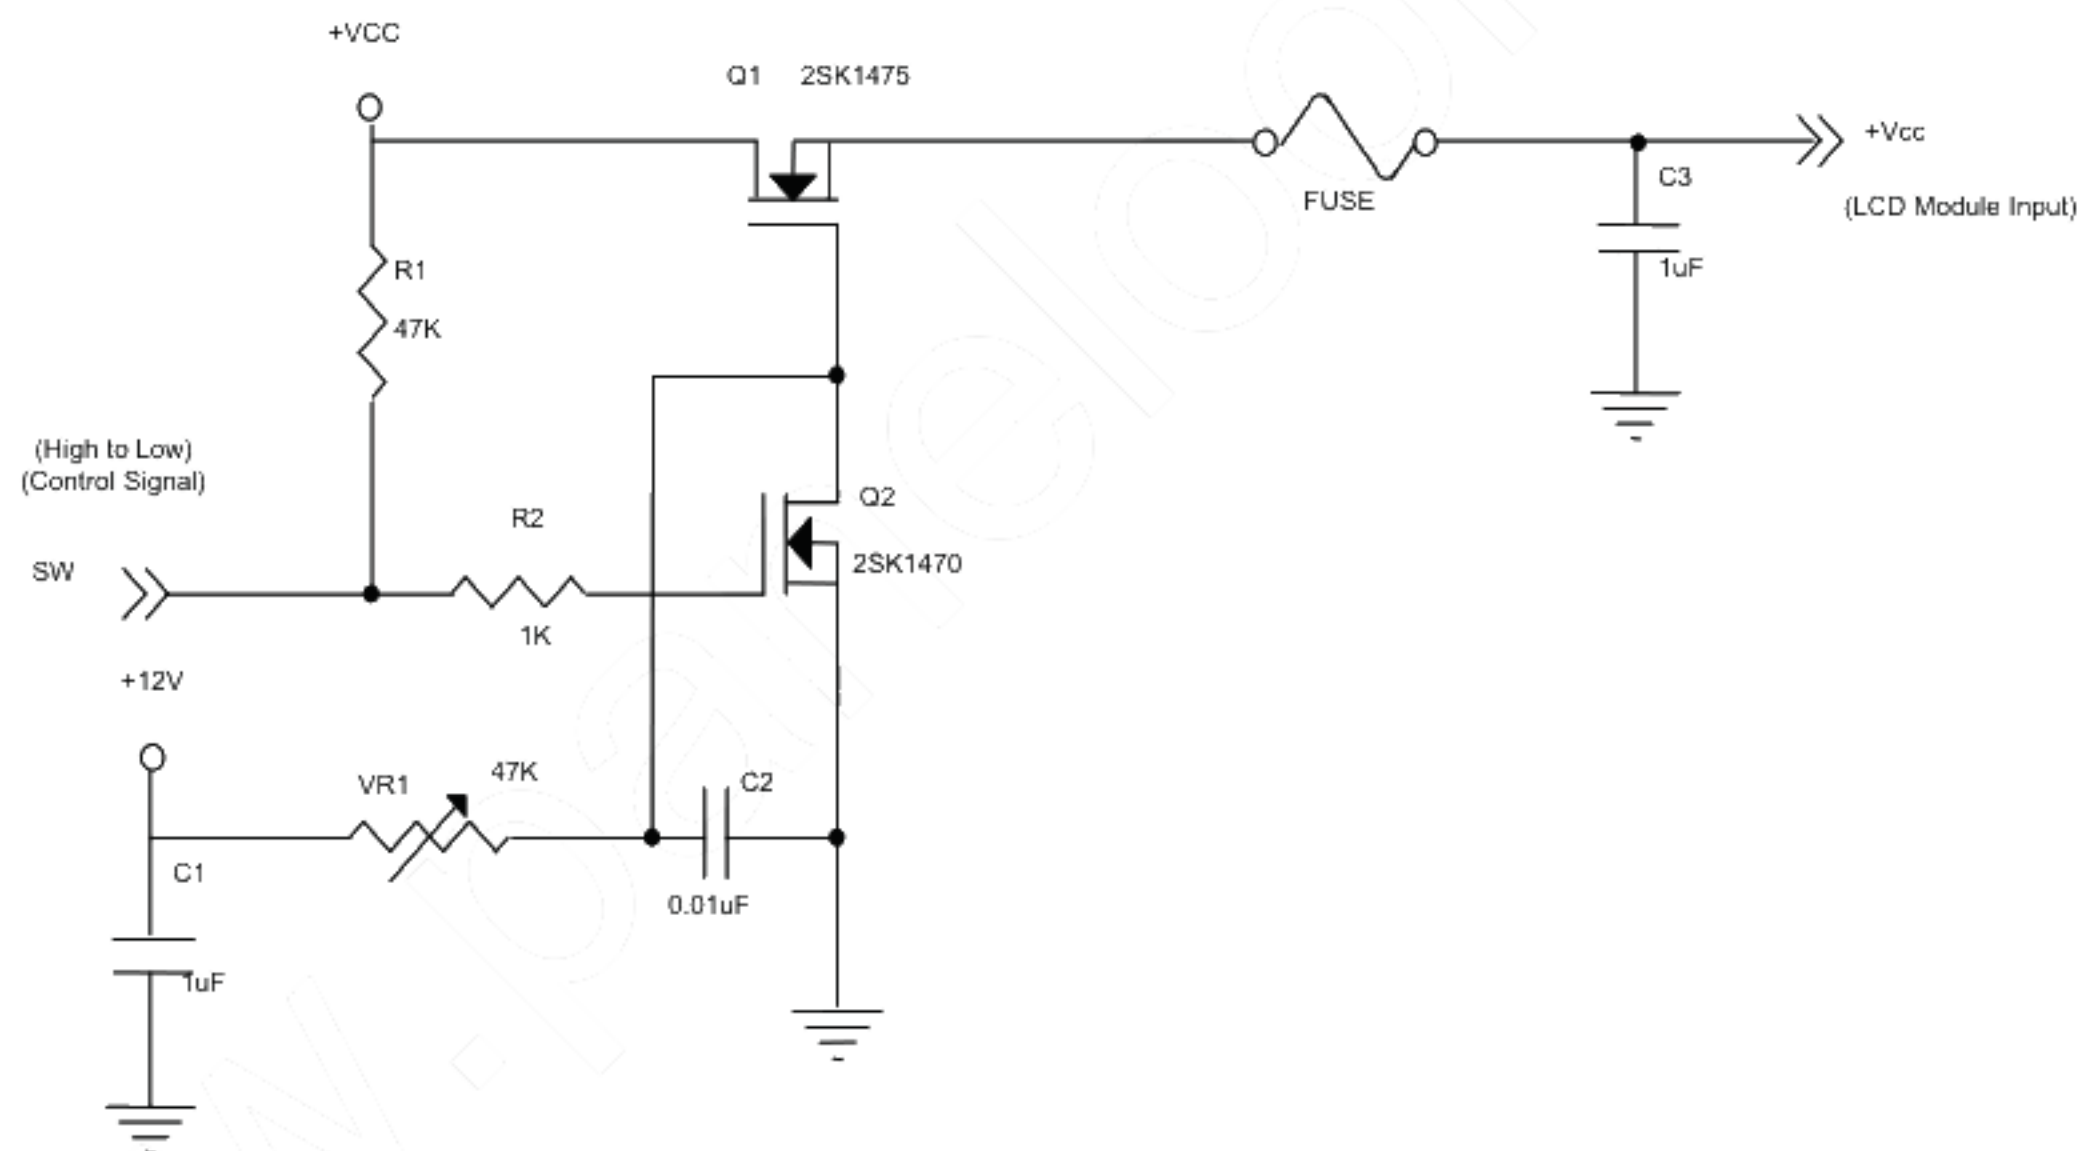 +VCC
Q1 2SK1475
+Vcc
C3
FUSE
(LCD Module Input)
R1
1uF
47K
(High to Low)
(Control Signal)
Q2
R2
2SK1470
SW
1K
+12V
47K
VR1
C2
C1
0.01uF
1uF